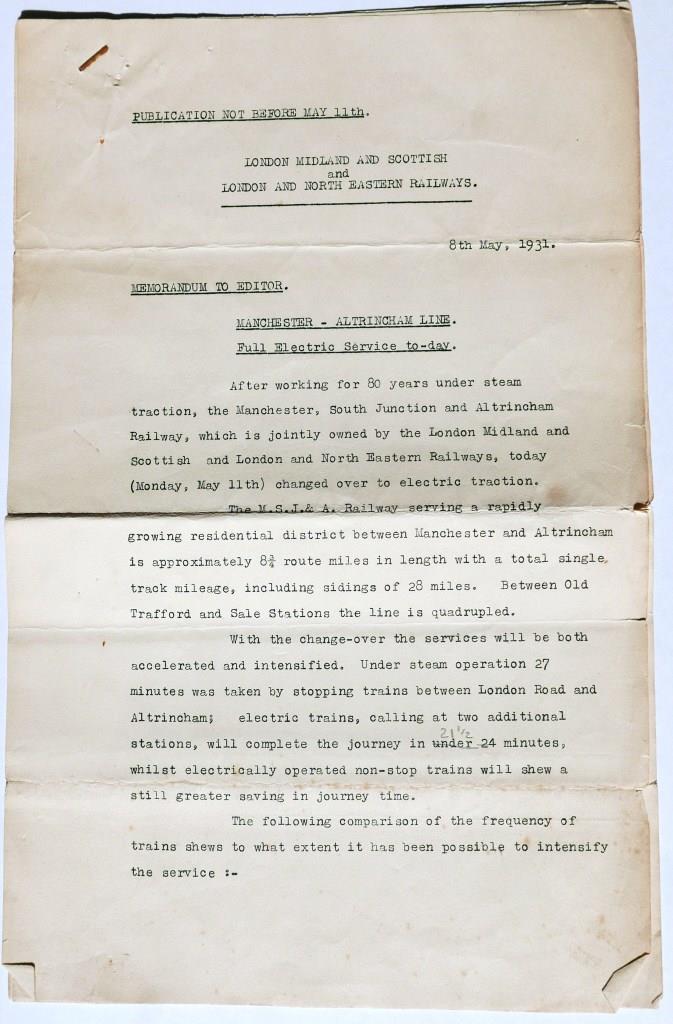 PUBLICATION NOT BEFORE MAY 11th.
LONDON MIDLAND AND SCOTTISH
and
LONDON AND NORTH EASTERN RAILWAYS.
8th May, 1931.
MEMORANDUM TO EDITOR.
MANCHESTER - ALTRINCHAM LINE.
Full Electric Service to-day.
After working for 80 years under steam
traction, the Manchester, South Junction and Altrincham
Railway, which is jointly owned by the London Midland and
Scottish and London and North Eastern Railways, today
(Monday, May 11th) changed over to electric traction.
The M.S.J.& A. Railway serving a rapidly
growing residential district between Manchester and Altrincham
is approximately 8¾ route miles in length with a total single
track mileage, including sidings of 28 miles. Between Old
Trafford and Sale Stations the line is quadrupled.
With the change-over the services will be both
accelerated and intensified. Under steam operation 27
minutes was taken by stopping trains between London Road and
Altrincham; electric trains, calling at two additional
21 1/2
stations, will complete the journey in under 24 minutes,
whilst electrically operated non-stop trains will shew a
still greater saving in journey time.
The following comparison of the frequency of
trains shews to what extent it has been possible to intensify
the service :-